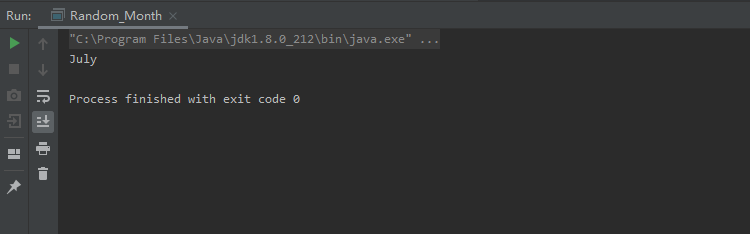 Run: Random_Month
"C:\Program Files\Java\jdk1.8.0_212\bin\java.exe" ...
July
Process finished with exit code 0